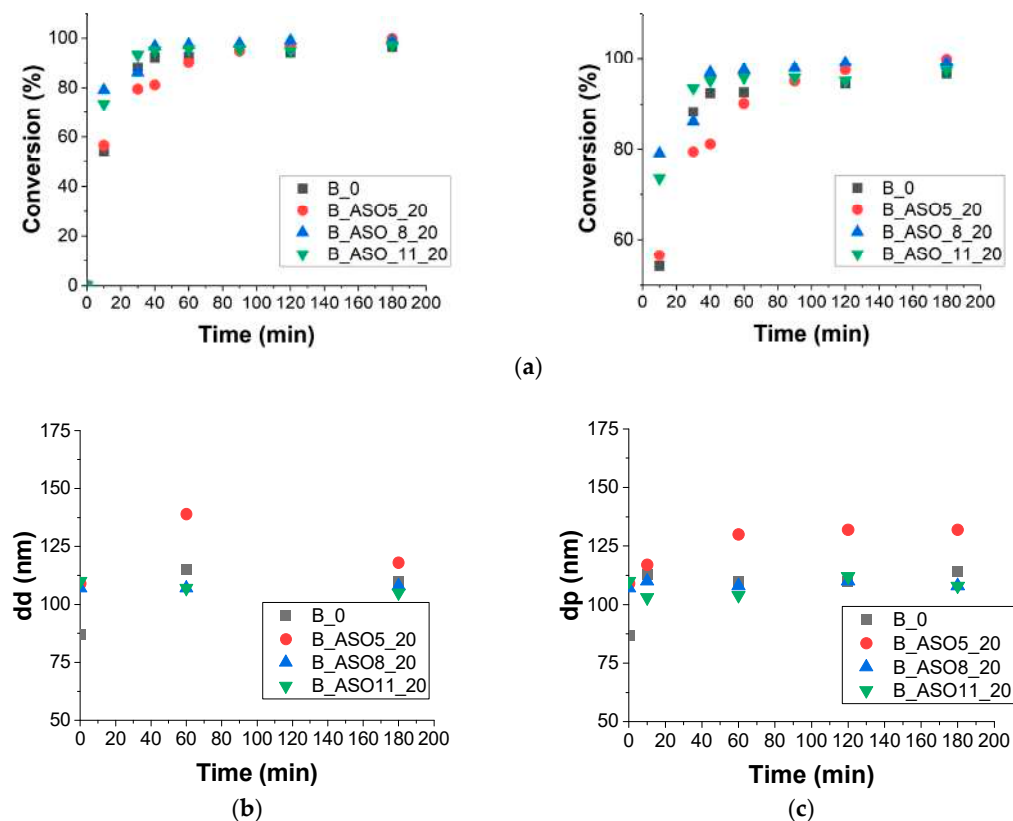 100
80
60
40
20
0
Conversion (%)
B_0
B_ASO5_20
B_ASO_8_20
B_ASO_11_20
0 20 40 60 80 100 120 140 160 180 200
Time (min)
100
80
60
Conversion (%)
B_0
B_ASO5_20
B_ASO_8_20
B_ASO_11_20
0 20 40 60 80 100 120 140 160 180 200
Time (min)
(a)
175
150
125
100
75
50
dd (nm)
B_0
B_ASO5_20
B_ASO8_20
B_ASO11_20
0 20 40 60 80 100 120 140 160 180 200
Time (min)
(b)
175
150
125
100
75
50
dp (nm)
B_0
B_ASO5_20
B_ASO8_20
B_ASO11_20
0 20 40 60 80 100 120 140 160 180 200
Time (min)
(c)